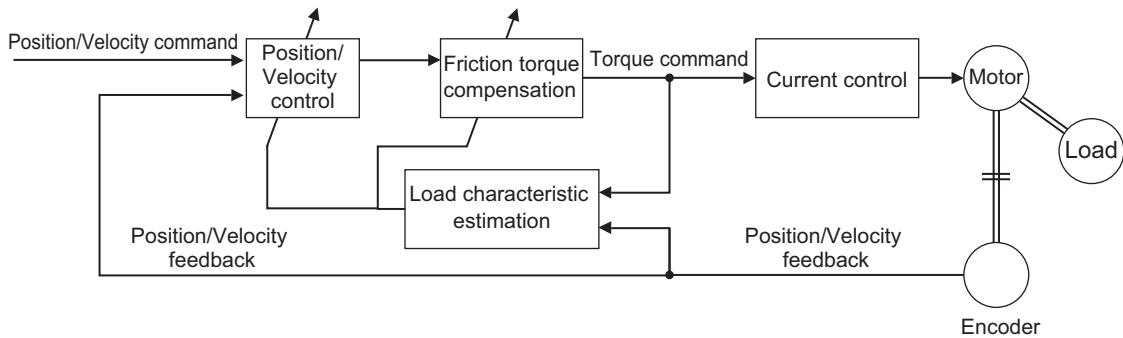 Position/Velocity command
Position/
Velocity
control
Friction torque
compensation
Torque command
Current control
Motor
Load
Load characteristic
estimation
Position/Velocity
feedback
Position/Velocity
feedback
Encoder